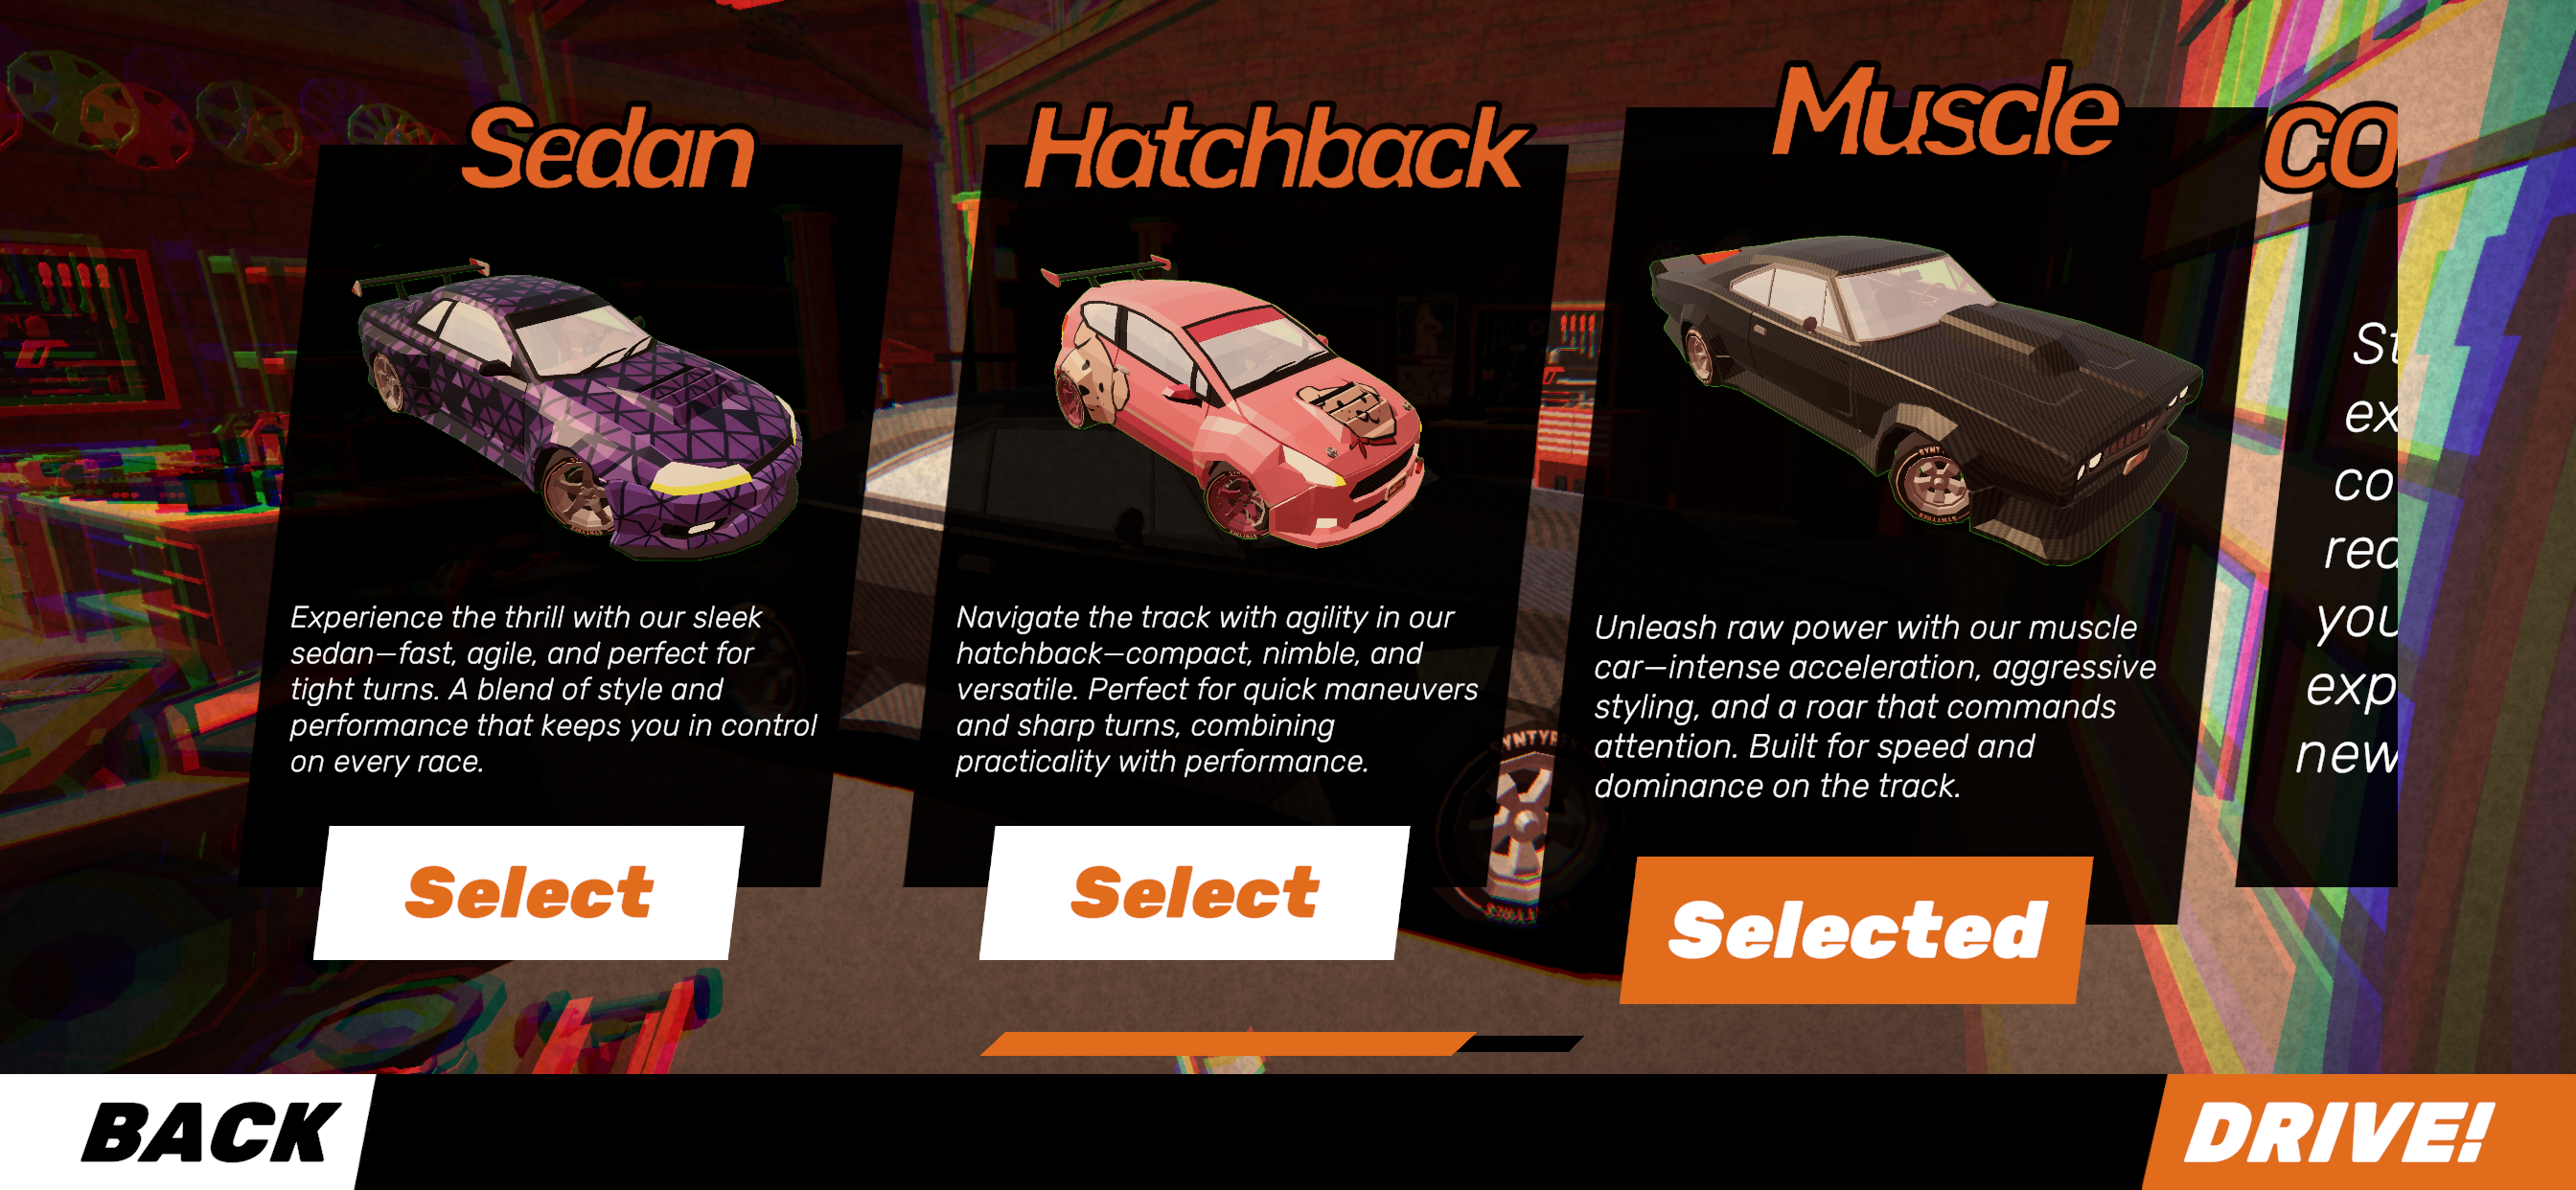 Sedan
Experience the thrill with our sleek
sedan—fast, agile, and perfect for
tight turns. A blend of style and
performance that keeps you in control
on every race.
Select
Hatchback
Navigate the track with agility in our
hatchback—compact, nimble, and
versatile. Perfect for quick maneuvers
and sharp turns, combining
practicality with performance.
Select
Muscle
Unleash raw power with our muscle
car—intense acceleration, aggressive
styling, and a roar that commands
attention. Built for speed and
dominance on the track.
Selected
BACK
DRIVE!